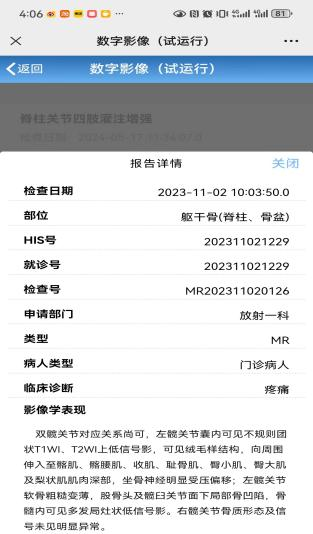 4:06
81
数字影像（试运行）
返回
数字影像（试运行）
脊柱关节四肢灌注增强
检查日期 2024-05-17 11:34:07.0
报告详情
关闭
检查日期 2023-11-02 10:03:50.0
部位 躯干骨(脊柱、骨盆)
HIS号 202311021229
就诊号 202311021229
检查号 MR202311020126
申请部门 放射一科
类型 MR
病人类型 门诊病人
临床诊断 疼痛
影像学表现
双髋关节对应关系尚可，左髋关节囊内可见不规则团
状T1WI、T2WI上低信号影，可见绒毛样结构，向周围
伸入至髂肌、髂腰肌、收肌、耻骨肌、臀小肌、臀大肌
及梨状肌肌肉深部，坐骨神经明显受压偏移；左髋关节
软骨粗糙变薄，股骨头及髋臼关节面下局部骨凹陷，骨
髓内可见多发局灶状低信号影。右髋关节骨质形态及信
号未见明显异常。